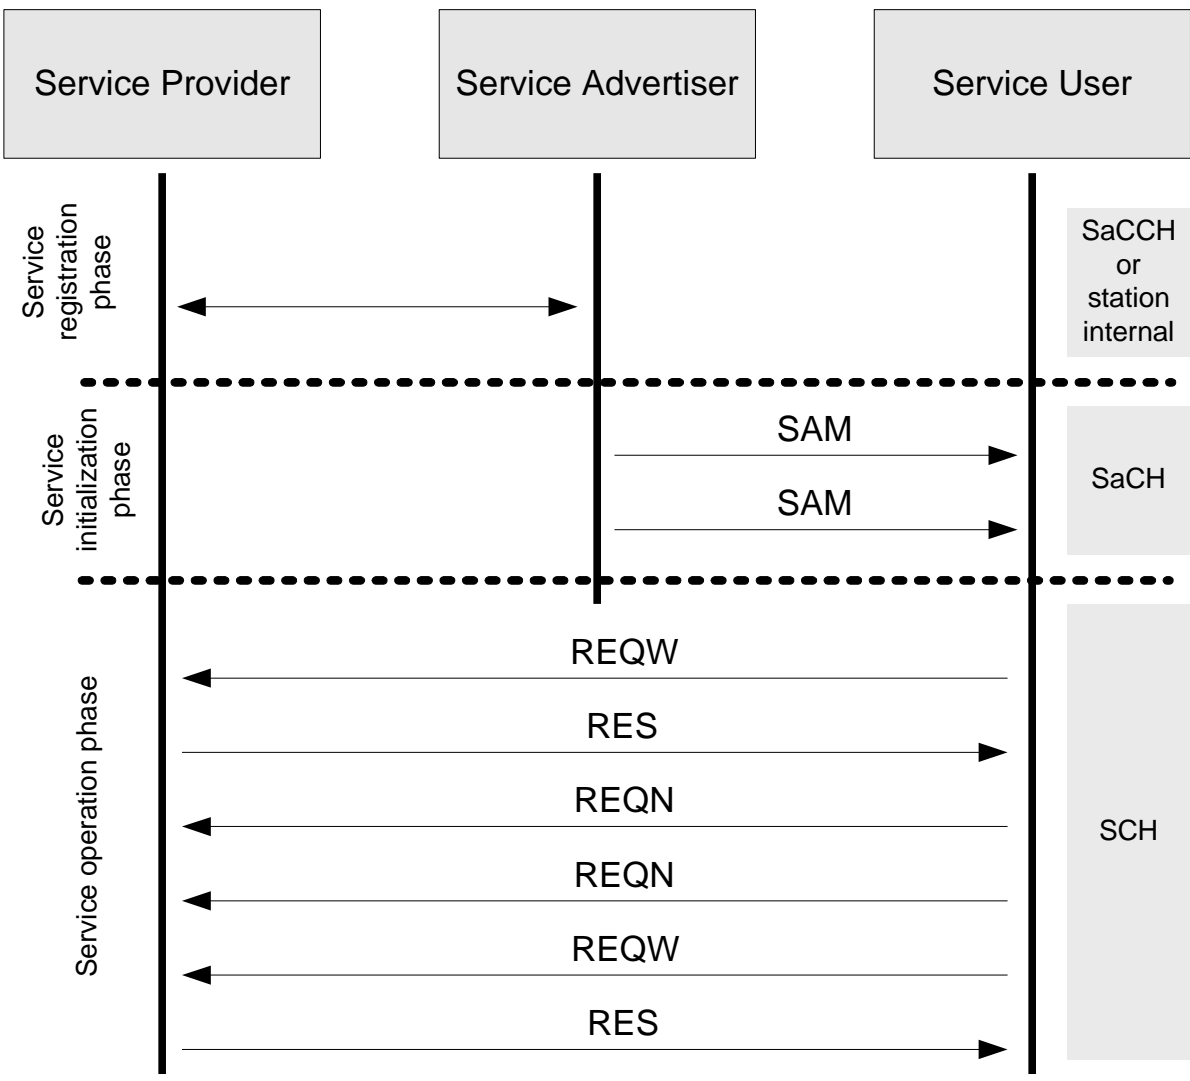 Service Provider
Service Advertiser
Service User
Service
registration
phase
SaCCH
or
station
internal
Service
initialization
phase
SAM
SAM
SaCH
Service operation phase
REQW
RES
REQN
REQN
REQW
RES
SCH